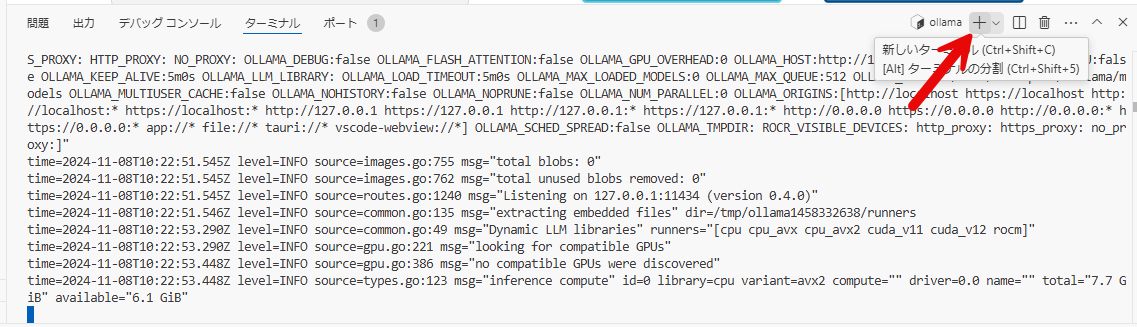 問題 出力 デバッグ コンソール ターミナル ポート 1 ollama
新しいターミナル (Ctrl+Shift+C)
[Alt] ターミナルの分割 (Ctrl+Shift+5)
S_PROXY: HTTP_PROXY: NO_PROXY: OLLAMA_DEBUG:false OLLAMA_FLASH_ATTENTION:false OLLAMA_GPU_OVERHEAD:0 OLLAMA_HOST:http://1
e OLLAMA_KEEP_ALIVE:5m0s OLLAMA_LLM_LIBRARY: OLLAMA_LOAD_TIMEOUT:5m0s OLLAMA_MAX_LOADED_MODELS:0 OLLAMA_MAX_QUEUE:512
odels OLLAMA_MULTIUSER_CACHE:false OLLAMA_NOHISTORY:false OLLAMA_NOPRUNE:false OLLAMA_NUM_PARALLEL:0 OLLAMA_ORIGINS:[http://localhost https://localhost http:
//localhost:* https://localhost:* http://127.0.0.1 https://127.0.0.1 http://127.0.0.1:* https://127.0.0.1:* http://0.0.0.0 https://0.0.0.0 http://0.0.0.0:* h
ttps://0.0.0.0:* app://* file://* tauri://* vscode-webview://*] OLLAMA_SCHED_SPREAD:false OLLAMA_TMPDIR: ROCR_VISIBLE_DEVICES: http_proxy: https_proxy: no_pr
oxy:]"
time=2024-11-08T10:22:51.545Z level=INFO source=images.go:755 msg="total blobs: 0"
time=2024-11-08T10:22:51.545Z level=INFO source=images.go:762 msg="total unused blobs removed: 0"
time=2024-11-08T10:22:51.545Z level=INFO source=routes.go:1240 msg="Listening on 127.0.0.1:11434 (version 0.4.0)"
time=2024-11-08T10:22:51.546Z level=INFO source=common.go:135 msg="extracting embedded files" dir=/tmp/ollama1458332638/runners
time=2024-11-08T10:22:53.290Z level=INFO source=common.go:49 msg="Dynamic LLM libraries" runners="[cpu cpu_avx cpu_avx2 cuda_v11 cuda_v12 rocm]"
time=2024-11-08T10:22:53.290Z level=INFO source=gpu.go:221 msg="looking for compatible GPUs"
time=2024-11-08T10:22:53.448Z level=INFO source=gpu.go:386 msg="no compatible GPUs were discovered"
time=2024-11-08T10:22:53.448Z level=INFO source=types.go:123 msg="inference compute" id=0 library=cpu variant=avx2 compute="" driver=0.0 name="" total="7.7 G
iB" available="6.1 GiB"